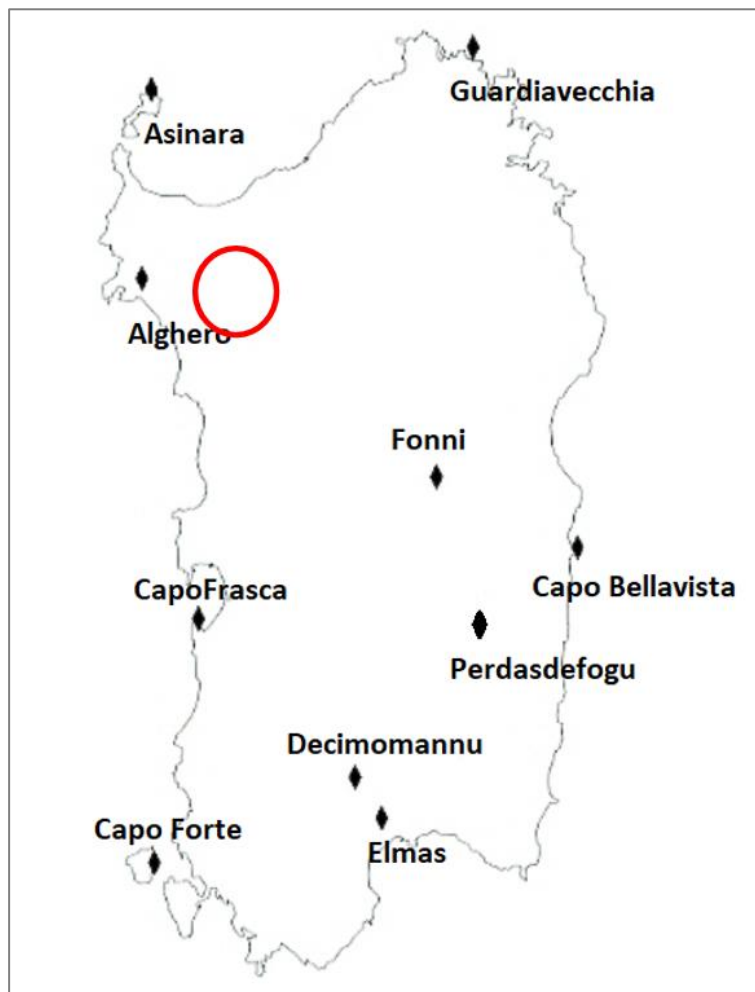 Guardiavecchia
Asinara
Alghero
Fonni
CapoFrasca
Capo Bellavista
Perdasdefogu
Decimomannu
Capo Forte
Elmas